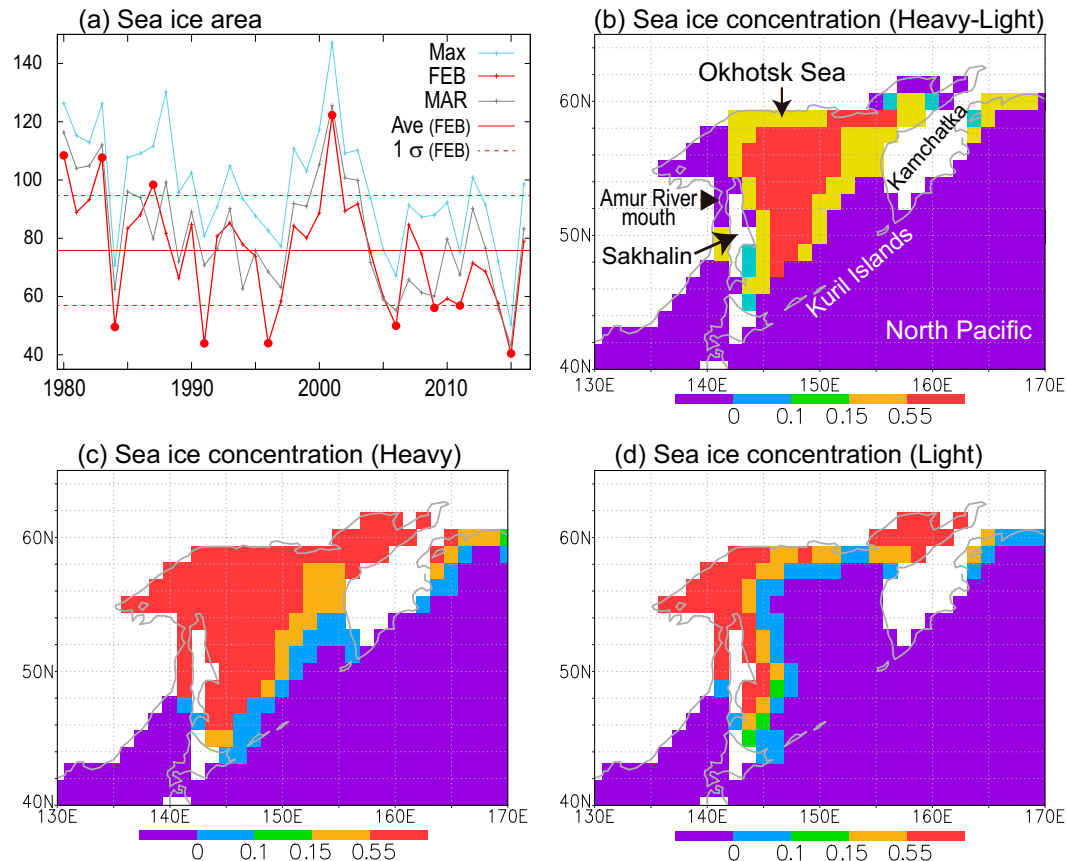 (a) Sea ice area
Max
FEB
MAR
Ave (FEB)
1 σ (FEB)
140
120
100
80
60
40
1980 1990 2000 2010
(b) Sea ice concentration (Heavy-Light)
Okhotsk Sea
Kamchatka
Amur River
mouth
Sakhalin
Kuril Islands
North Pacific
60N
50N
40N
130E 140E 150E 160E 170E
0 0.1 0.15 0.55
(c) Sea ice concentration (Heavy)
60N
50N
40N
130E 140E 150E 160E 170E
0 0.1 0.15 0.55
(d) Sea ice concentration (Light)
60N
50N
40N
130E 140E 150E 160E 170E
0 0.1 0.15 0.55